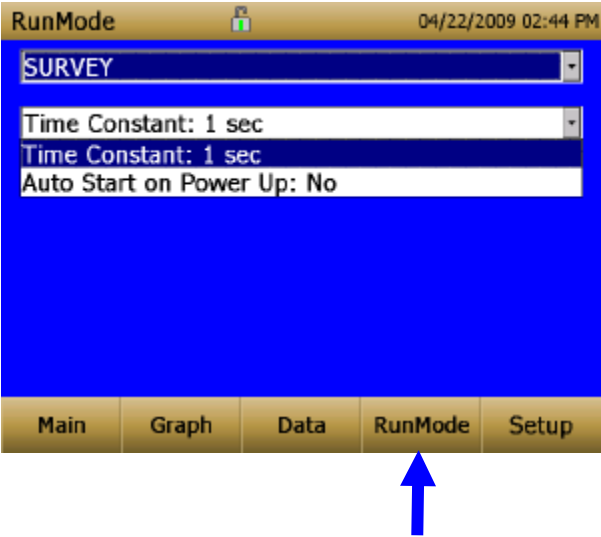 RunMode 04/22/2009 02:44 PM
SURVEY
Time Constant: 1 sec
Time Constant: 1 sec
Auto Start on Power Up: No
Main Graph Data RunMode Setup